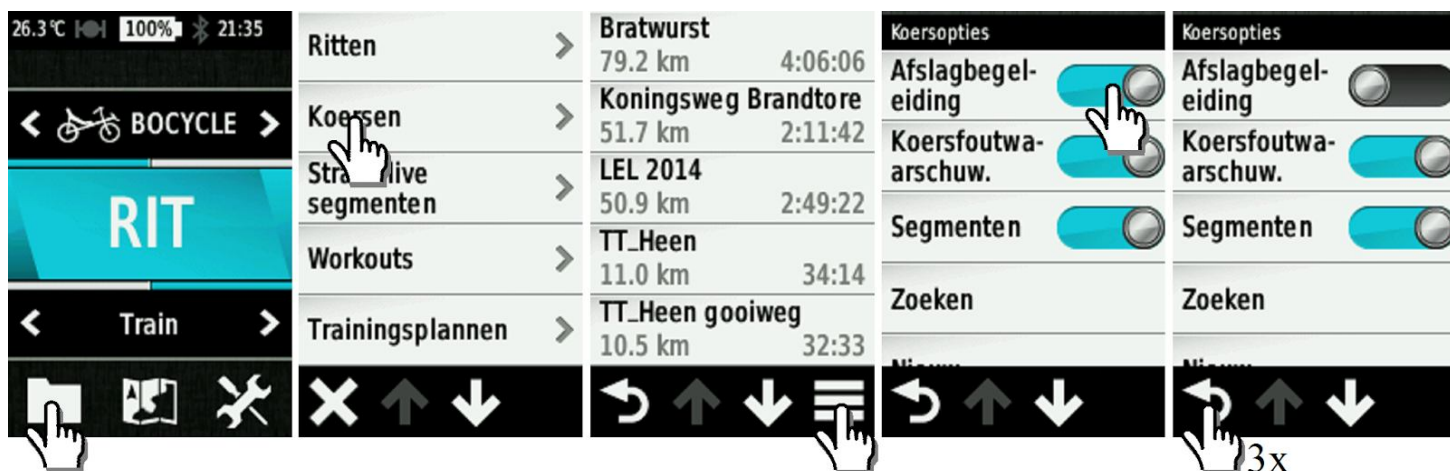 26.3°C 100% 21:35
< BOCYCLE >
RIT
< Train >
Ritten
Koersen
live
segmenten
Workouts
Trainingsplannen
Bratwurst
79.2 km 4:06:06
Koningsweg Brandtore
51.7 km 2:11:42
LEL 2014
50.9 km 2:49:22
TT_Heen
11.0 km 34:14
TT_Heen gooiweg
10.5 km 32:33
Koersopties
Afslagbegel-
eiding
Koersfoutwa-
arschuw.
Segmenten
Zoeken
Koersopties
Afslagbegel-
eiding
Koersfoutwa-
arschuw.
Segmenten
Zoeken
3x